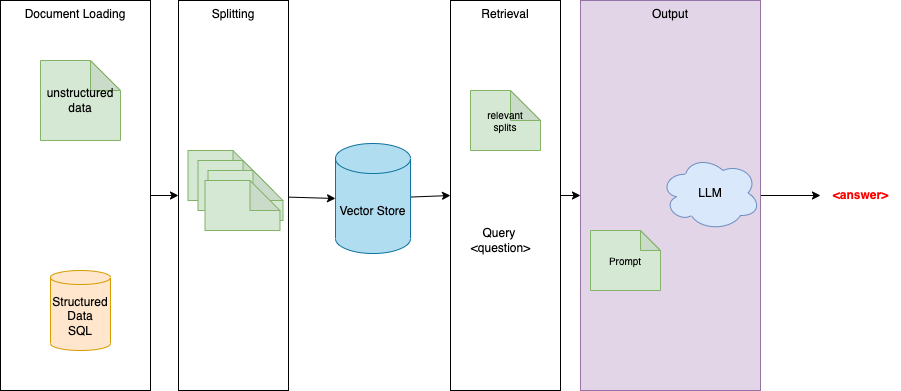 Document Loading
Splitting
Retrieval
Output
unstructured
data
Structured
Data
SQL
Vector Store
relevant
splits
Query
<question>
LLM
Prompt
<answer>